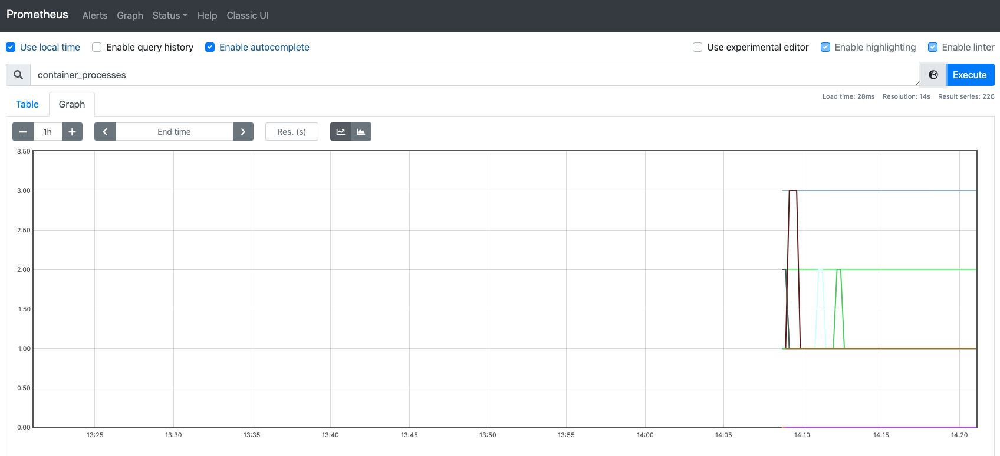 Prometheus Alerts Graph Status Help Classic UI
Use local time Enable query history Enable autocomplete Use experimental editor Enable highlighting Enable linter
container_processes Execute
Load time: 28ms Resolution: 14s Result series: 226
Table Graph
1h End time Res. (s)
3.50
3.00
2.50
2.00
1.50
1.00
0.50
0.00
13:25 13:30 13:35 13:40 13:45 13:50 13:55 14:00 14:05 14:10 14:15 14:20